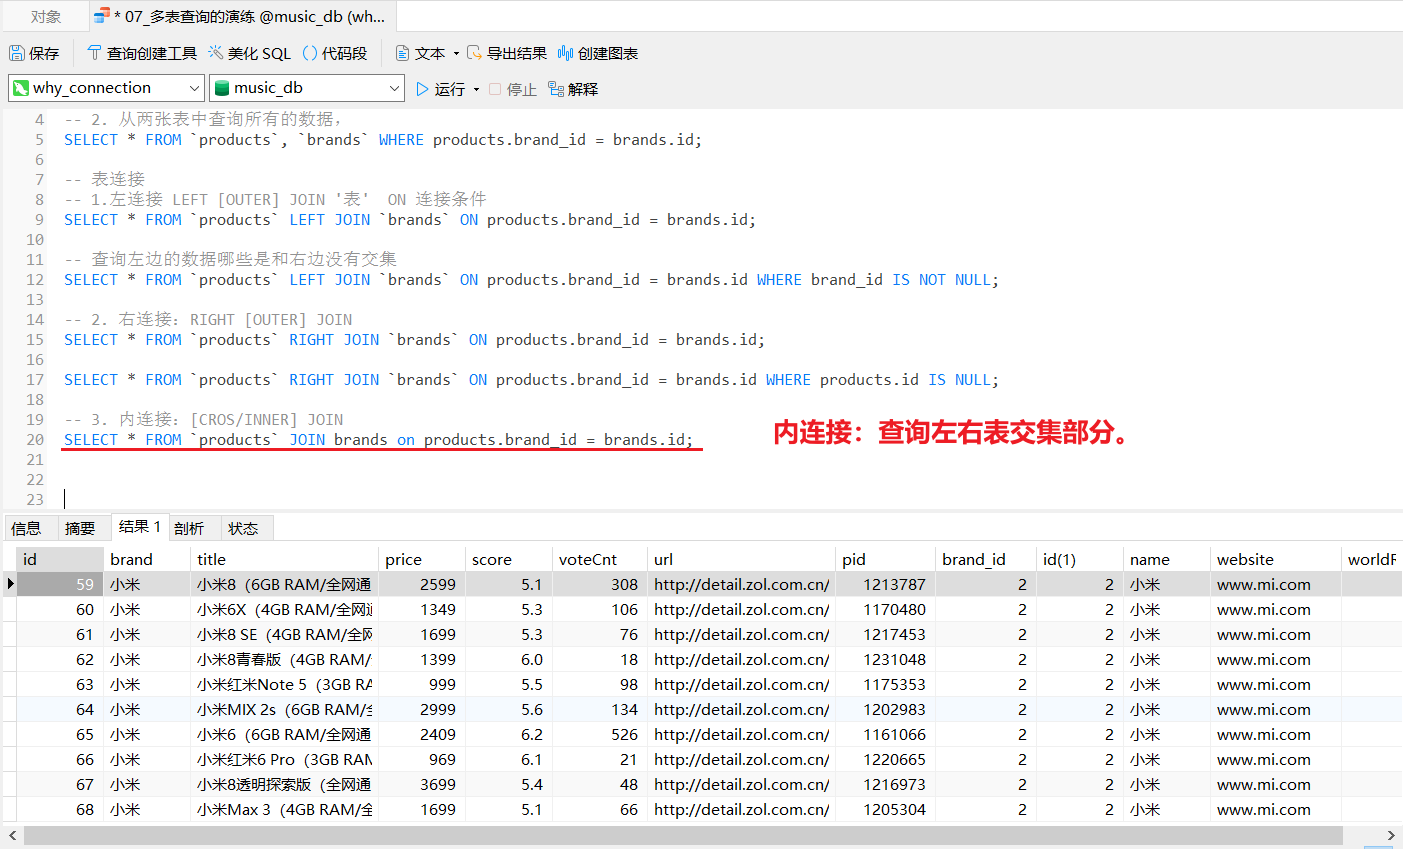 对象
* 07_多表查询的演练 @music_db (wh...
保存 查询创建工具 美化 SQL () 代码段 文本 导出结果 创建图表
why_connection music_db 运行 停止 解释
4 -- 2. 从两张表中查询所有的数据，
5 SELECT * FROM `products`, `brands` WHERE products.brand_id = brands.id;
6
7 -- 表连接
8 -- 1.左连接 LEFT [OUTER] JOIN '表' ON 连接条件
9 SELECT * FROM `products` LEFT JOIN `brands` ON products.brand_id = brands.id;
10
11 -- 查询左边的数据哪些是和右边没有交集
12 SELECT * FROM `products` LEFT JOIN `brands` ON products.brand_id = brands.id WHERE brand_id IS NOT NULL;
13
14 -- 2. 右连接：RIGHT [OUTER] JOIN
15 SELECT * FROM `products` RIGHT JOIN `brands` ON products.brand_id = brands.id;
16
17 SELECT * FROM `products` RIGHT JOIN `brands` ON products.brand_id = brands.id WHERE products.id IS NULL;
18
19 -- 3. 内连接：[CROS/INNER] JOIN
20 SELECT * FROM `products` JOIN brands on products.brand_id = brands.id;
内连接：查询左右表交集部分。
21
22
23
信息 摘要 结果 1 剖析 状态
id brand title price score voteCnt url pid brand_id id(1) name website worldR
59 小米 小米8（6GB RAM/全网通 2599 5.1 308 http://detail.zol.com.cn/ 1213787 2 2 小米 www.mi.com
60 小米 小米6X（4GB RAM/全网通 1349 5.3 106 http://detail.zol.com.cn/ 1170480 2 2 小米 www.mi.com
61 小米 小米8 SE（4GB RAM/全网 1699 5.3 76 http://detail.zol.com.cn/ 1217453 2 2 小米 www.mi.com
62 小米 小米8青春版（4GB RAM/ 1399 6.0 18 http://detail.zol.com.cn/ 1231048 2 2 小米 www.mi.com
63 小米 小米红米Note 5（3GB RA 999 5.5 98 http://detail.zol.com.cn/ 1175353 2 2 小米 www.mi.com
64 小米 小米MIX 2s（6GB RAM/全 2999 5.6 134 http://detail.zol.com.cn/ 1202983 2 2 小米 www.mi.com
65 小米 小米6（6GB RAM/全网通 2409 6.2 526 http://detail.zol.com.cn/ 1161066 2 2 小米 www.mi.com
66 小米 小米红米6 Pro（3GB RAM 969 6.1 21 http://detail.zol.com.cn/ 1220665 2 2 小米 www.mi.com
67 小米 小米8透明探索版（全网通 3699 5.4 48 http://detail.zol.com.cn/ 1216973 2 2 小米 www.mi.com
68 小米 小米Max 3（4GB RAM/全 1699 5.1 66 http://detail.zol.com.cn/ 1205304 2 2 小米 www.mi.com